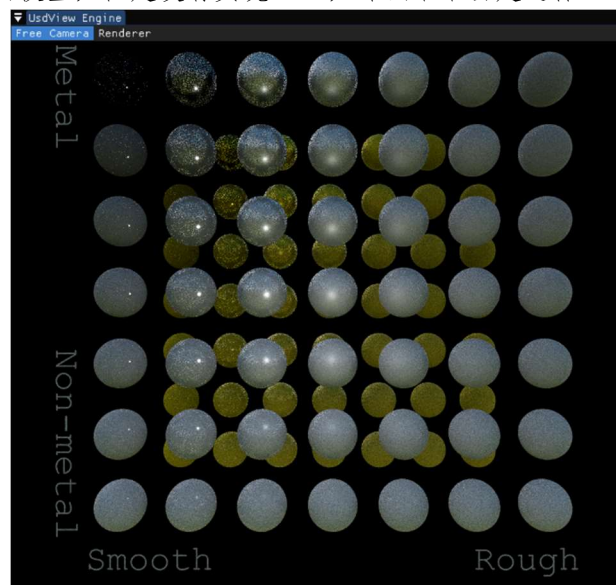 UsdView Engine
Free Camera Renderer
Metal
Non-metal
Smooth Rough